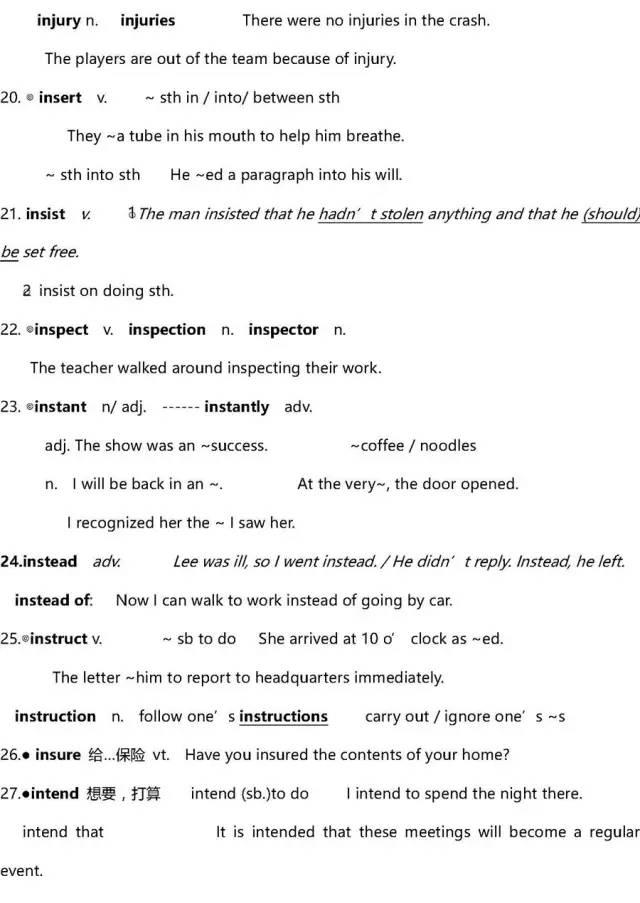 injury n. injuries There were no injuries in the crash.
The players are out of the team because of injury.
20. ◎ insert v. ~ sth in / into/ between sth
They ~a tube in his mouth to help him breathe.
~ sth into sth He ~ed a paragraph into his will.
21. insist v. ① The man insisted that he hadn’t stolen anything and that he (should)
be set free.
② insist on doing sth.
22. ◎inspect v. inspection n. inspector n.
The teacher walked around inspecting their work.
23. ◎instant n/ adj. ------ instantly adv.
adj. The show was an ~success. ~coffee / noodles
n. I will be back in an ~. At the very~, the door opened.
I recognized her the ~ I saw her.
24.instead adv. Lee was ill, so I went instead. / He didn’t reply. Instead, he left.
instead of: Now I can walk to work instead of going by car.
25.◎instruct v. ~ sb to do She arrived at 10 o’clock as ~ed.
The letter ~him to report to headquarters immediately.
instruction n. follow one’s instructions carry out / ignore one’s ~s
26.● insure 给…保险 vt. Have you insured the contents of your home?
27.●intend 想要，打算 intend (sb.)to do I intend to spend the night there.
intend that It is intended that these meetings will become a regular
event.